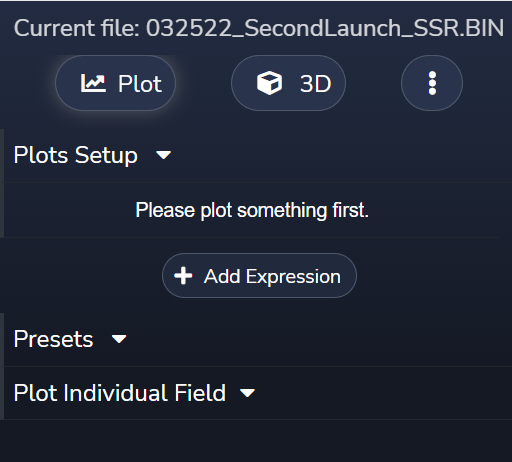 Current file: 032522_SecondLaunch_SSR.BIN
Plot 3D
Plots Setup
Please plot something first.
Add Expression
Presets
Plot Individual Field